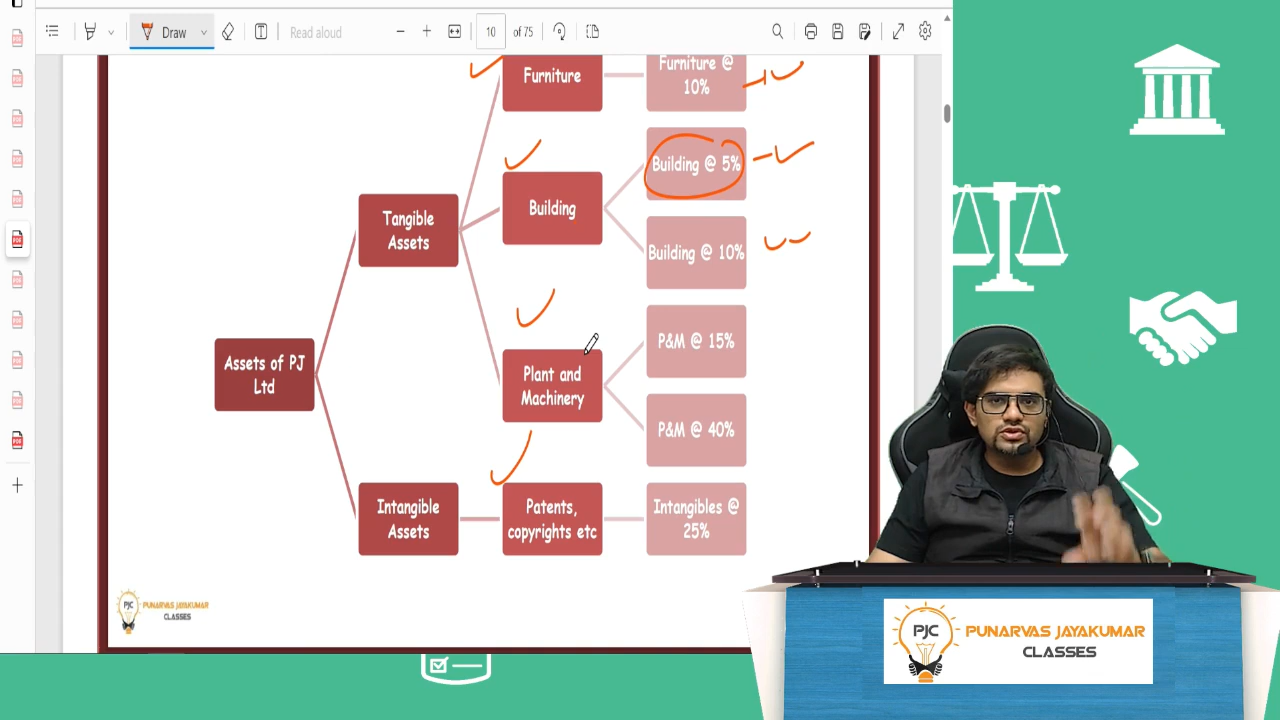 Draw
Read aloud
10 of 75
Furniture
Furniture @
10%
Building @ 5%
Tangible
Assets
Building
Building @ 10%
P&M @ 15%
Assets of PJ
Ltd
Plant and
Machinery
P&M @ 40%
Intangible
Assets
Patents,
copyrights etc
Intangibles @
25%
PJC
PUNARVAS JAYAKUMAR
CLASSES
PJC
PUNARVAS JAYAKUMAR
CLASSES